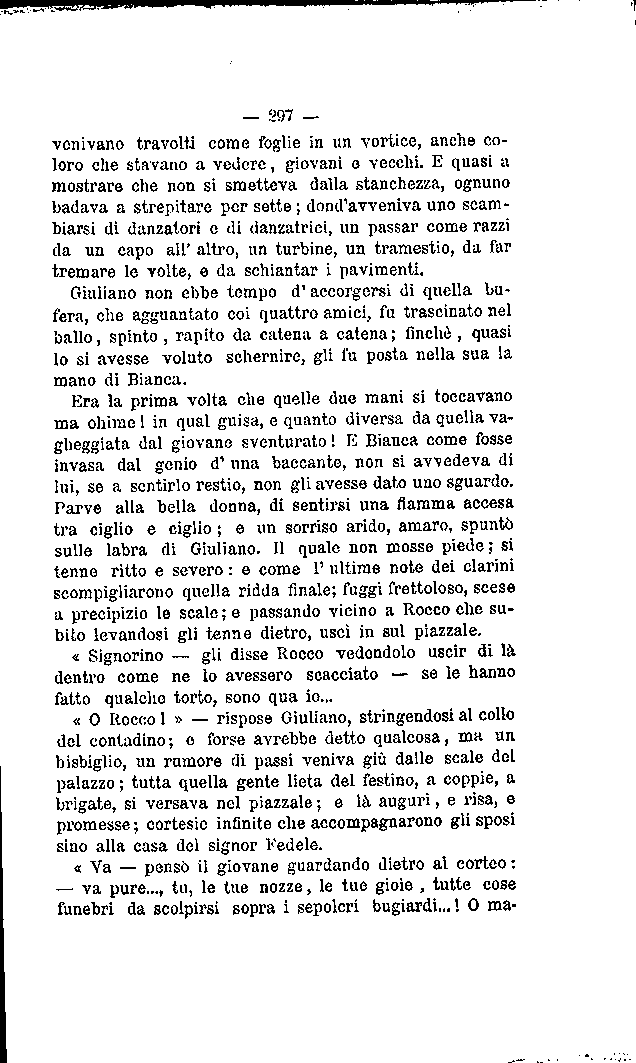 — 297 —
venivano travolti come foglie in un vortice, anche co-
loro che stavano a vedere, giovani e vecchi. E quasi a
mostrare che non si smetteva dalla stanchezza, ognuno
badava a strepitare per sette; dond'avveniva uno scam-
biarsi di danzatori e di danzatrici, un passar come razzi
da un capo all' altro, un turbine, un tramestio, da far
tremare le volte, e da schiantar i pavimenti.
Giuliano non ebbe tempo d' accorgersi di quella bu-
fera, che agguantato coi quattro amici, fu trascinato nel
ballo, spinto, rapito da catena a catena; finchè, quasi
lo si avesse voluto schernire, gli fu posta nella sua la
mano di Bianca.
Era la prima volta che quelle due mani si toccavano
ma ohime! in qual guisa, e quanto diversa da quella va-
gheggiata dal giovane sventurato! E Bianca come fosse
invasa dal genio d' una baccante, non si avvedeva di
lui, se a sentirlo restio, non gli avesse dato uno sguardo.
Parve alla bella donna, di sentirsi una fiamma accesa
tra ciglio e ciglio; e un sorriso arido, amaro, spuntò
sulle labra di Giuliano. Il quale non mosse piede; si
tenne ritto e severo: e come l' ultime note dei clarini
scompigliarono quella ridda finale; fuggì frettoloso, scese
a precipizio le scale; e passando vicino a Rocco che su-
bito levandosi gli tenne dietro, uscì in sul piazzale.
« Signorino — gli disse Rocco vedendolo uscir di là
dentro come ne lo avessero scacciato — se le hanno
fatto qualche torto, sono qua io...
« O Rocco! » — rispose Giuliano, stringendosi al collo
del contadino; e forse avrebbe detto qualcosa, ma un
bisbiglio, un rumore di passi veniva giù dalle scale del
palazzo; tutta quella gente lieta del festino, a coppie, a
brigate, si versava nel piazzale; e là auguri, e risa, e
promesse; cortesie infinite che accompagnarono gli sposi
sino alla casa del signor Fedele.
« Va — pensò il giovane guardando dietro al corteo:
— va pure..., tu, le tue nozze, le tue gioie, tutte cose
funebri da scolpirsi sopra i sepolcri bugiardi...! O ma-